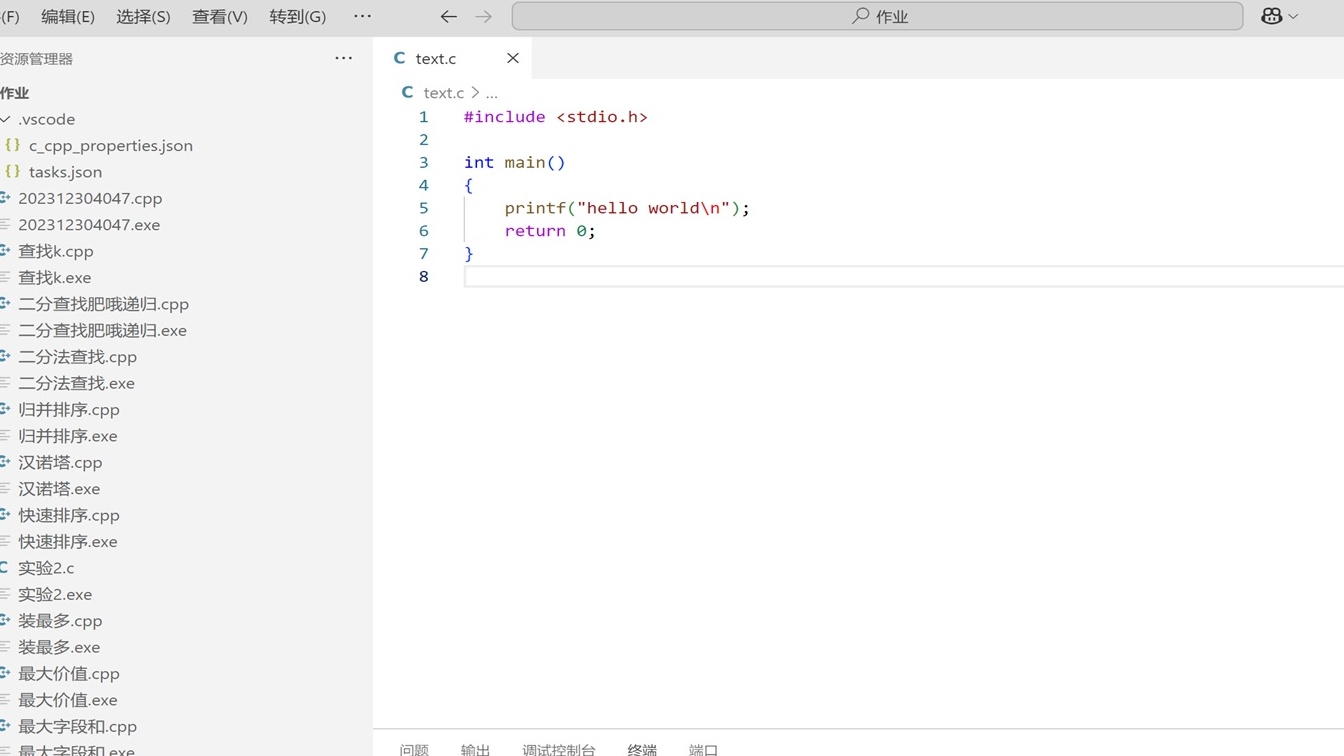 (F) 编辑(E) 选择(S) 查看(V) 转到(G) ··· 作业
资源管理器 ···
作业
.vscode
{} c_cpp_properties.json
{} tasks.json
202312304047.cpp
202312304047.exe
查找k.cpp
查找k.exe
二分查找肥哦递归.cpp
二分查找肥哦递归.exe
二分法查找.cpp
二分法查找.exe
归并排序.cpp
归并排序.exe
汉诺塔.cpp
汉诺塔.exe
快速排序.cpp
快速排序.exe
C 实验2.c
实验2.exe
装最多.cpp
装最多.exe
最大价值.cpp
最大价值.exe
最大字段和.cpp
最大字段和.exe
C text.c
C text.c > ...
1 #include <stdio.h>
2
3 int main()
4 {
5 printf("hello world\n");
6 return 0;
7 }
8
问题 输出 调试控制台 终端 端口